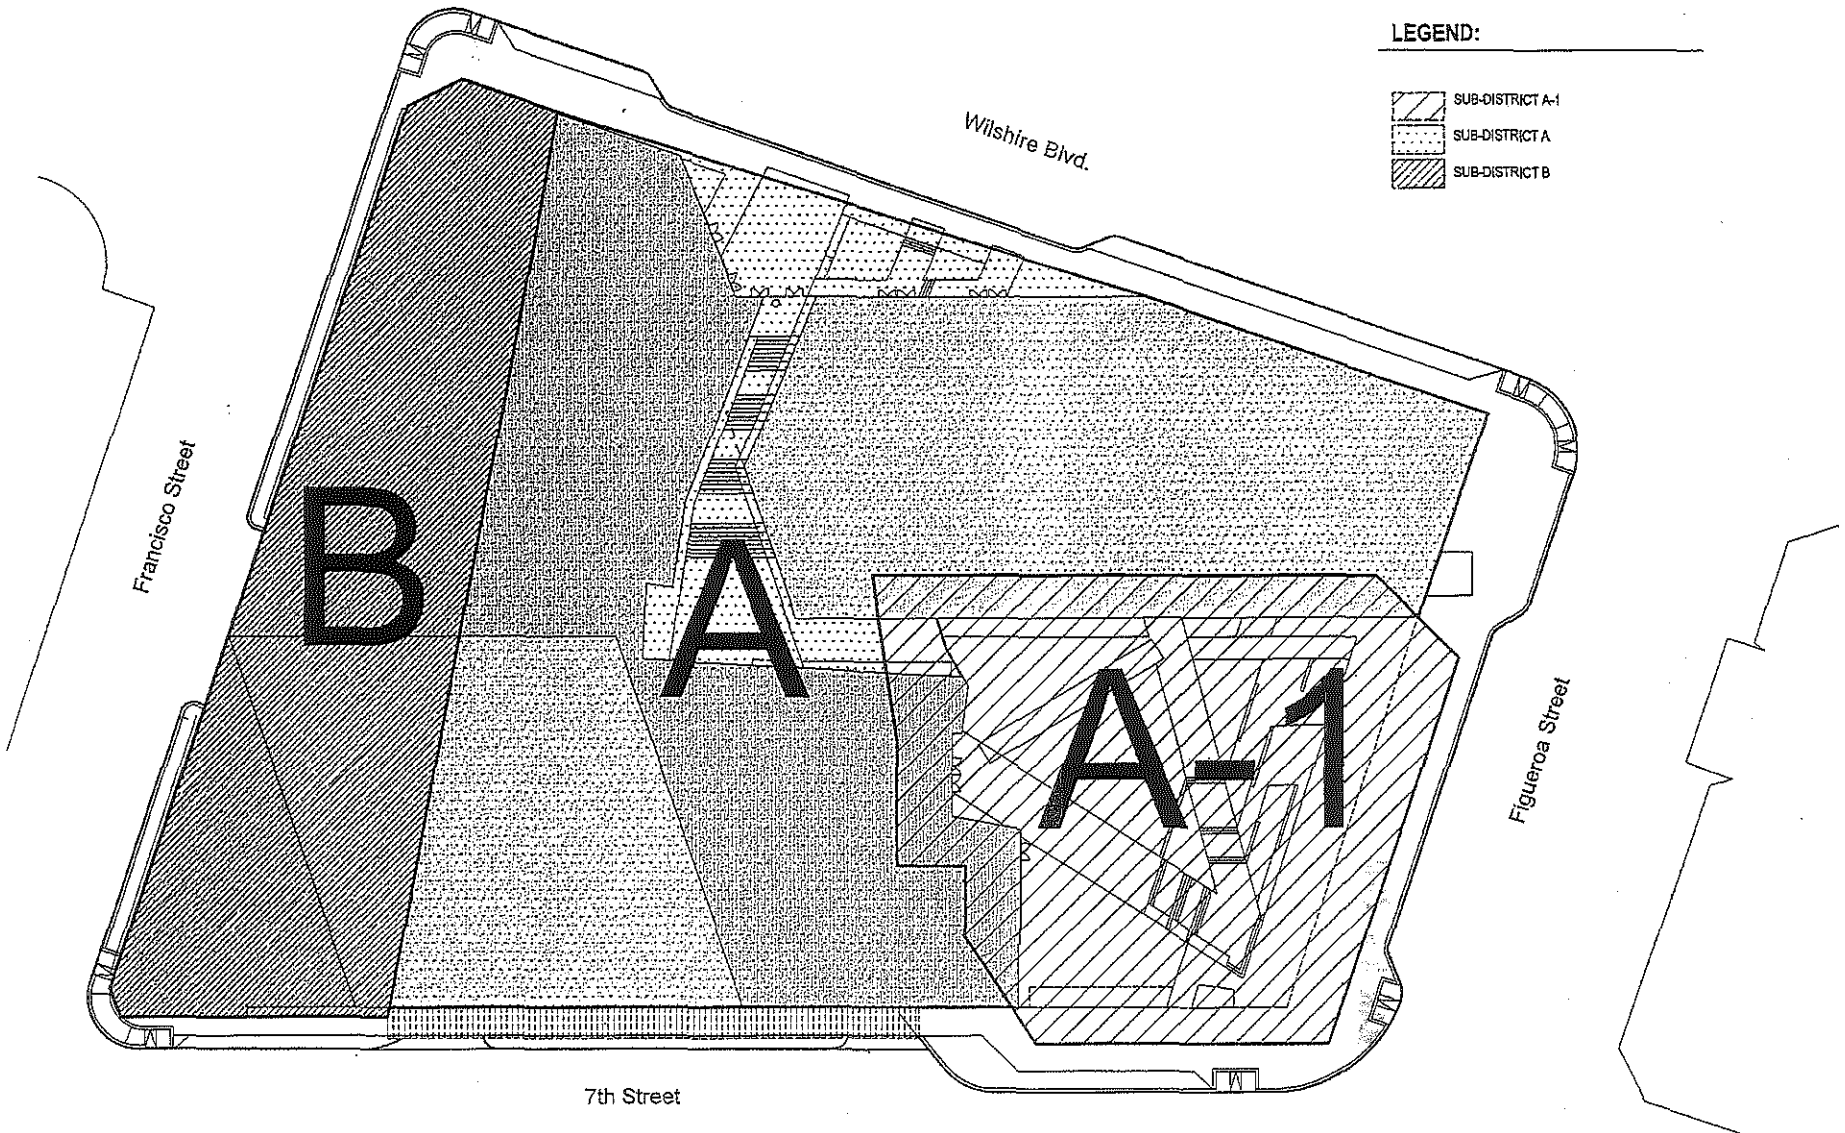 LEGEND:
SUB-DISTRICT A-1
SUB-DISTRICT A
SUB-DISTRICT B
Wilshire Blvd.
Francisco Street
B
A
A-1
Figueroa Street
7th Street